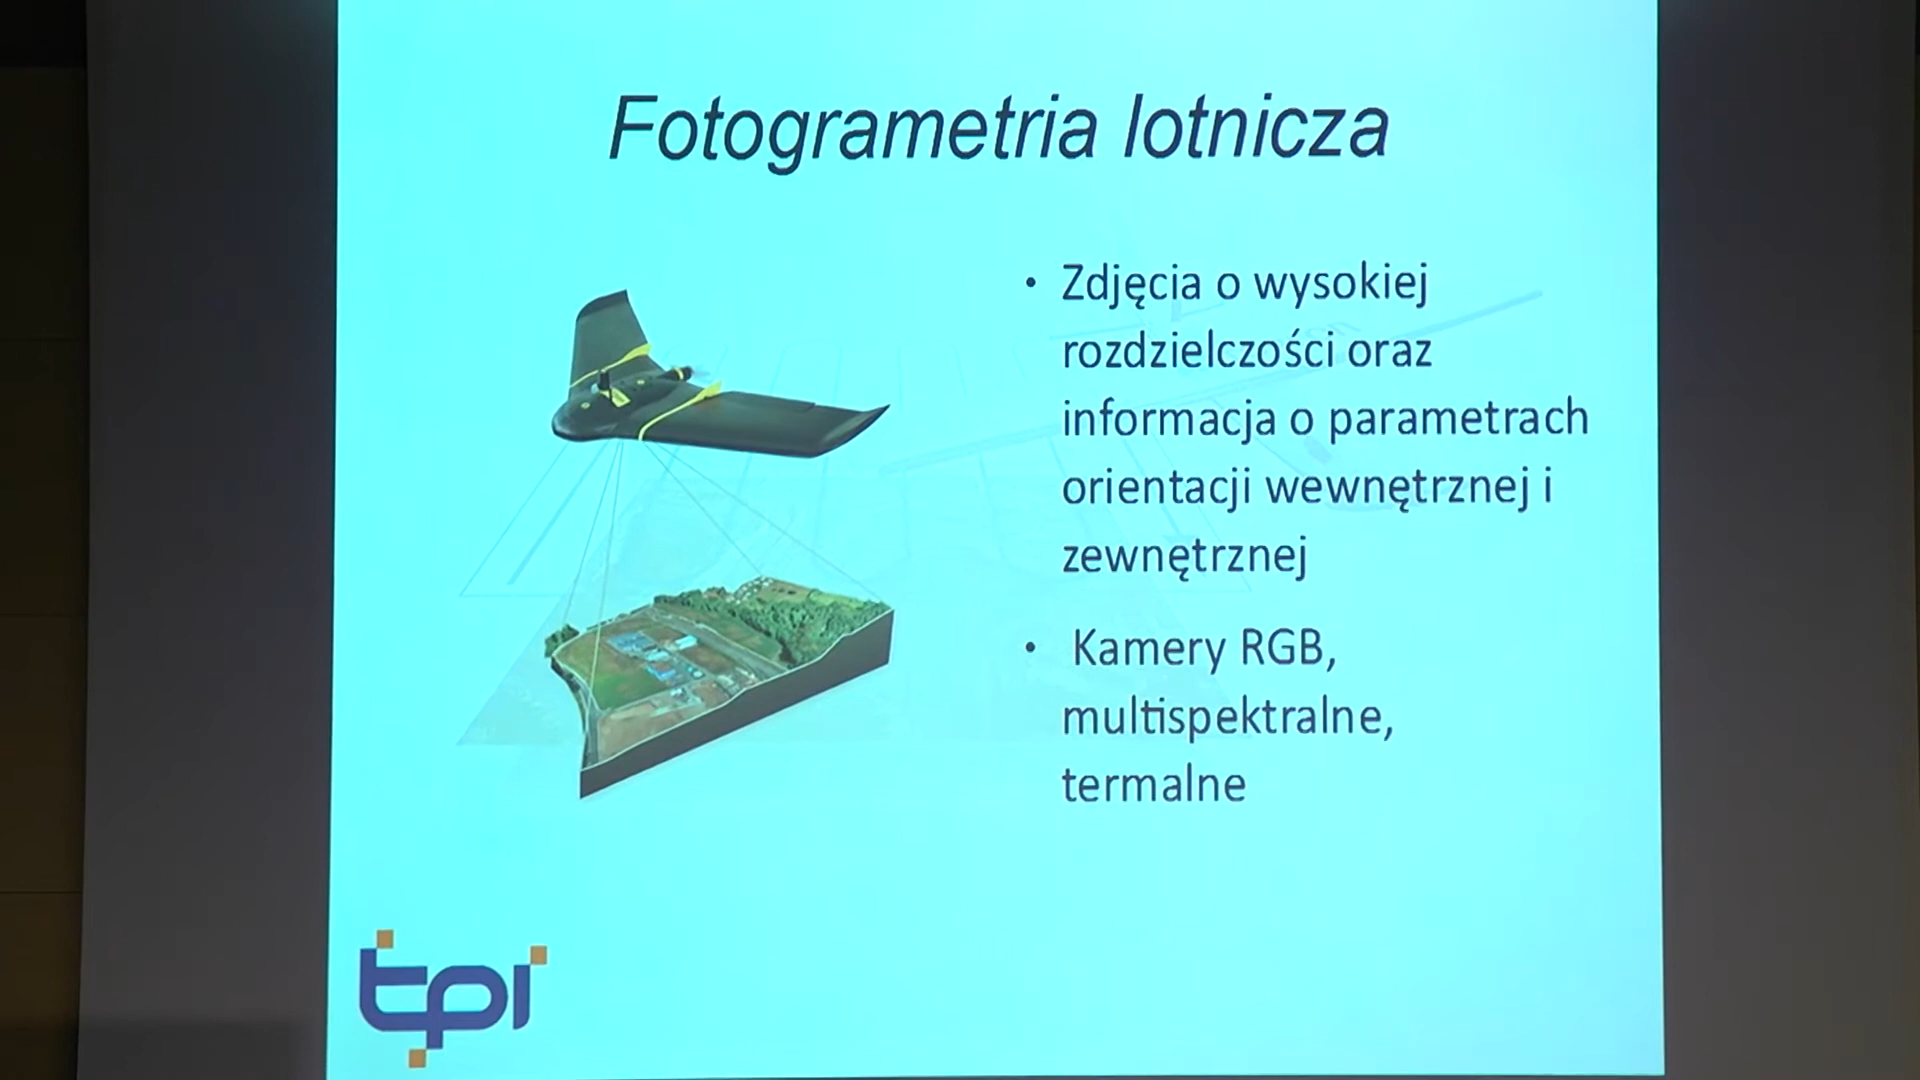 Fotogrametria lotnicza
• Zdjęcia o wysokiej
rozdzielczości oraz
informacja o parametrach
orientacji wewnętrznej i
zewnętrznej
• Kamery RGB,
multispektralne,
termalne
tpi